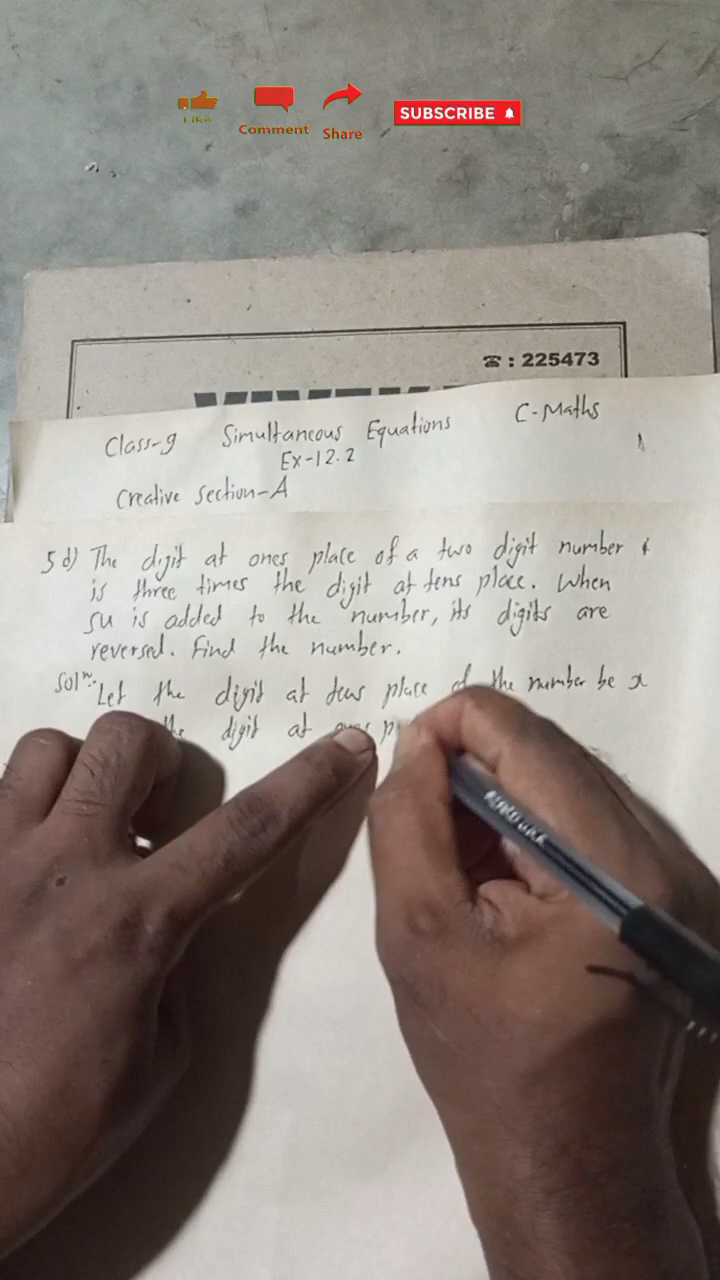 Like
Comment
Share
SUBSCRIBE
☎ : 225473
Class-9 Simultaneous Equations C-Maths
Ex-12.2
Creative section-A
5 d) The digit at ones place of a two digit number
is three times the digit at tens place. When
54 is added to the number, its digits are
reversed. Find the number.
Solⁿ:- Let the digit at tens place of the number be x
the digit at ones